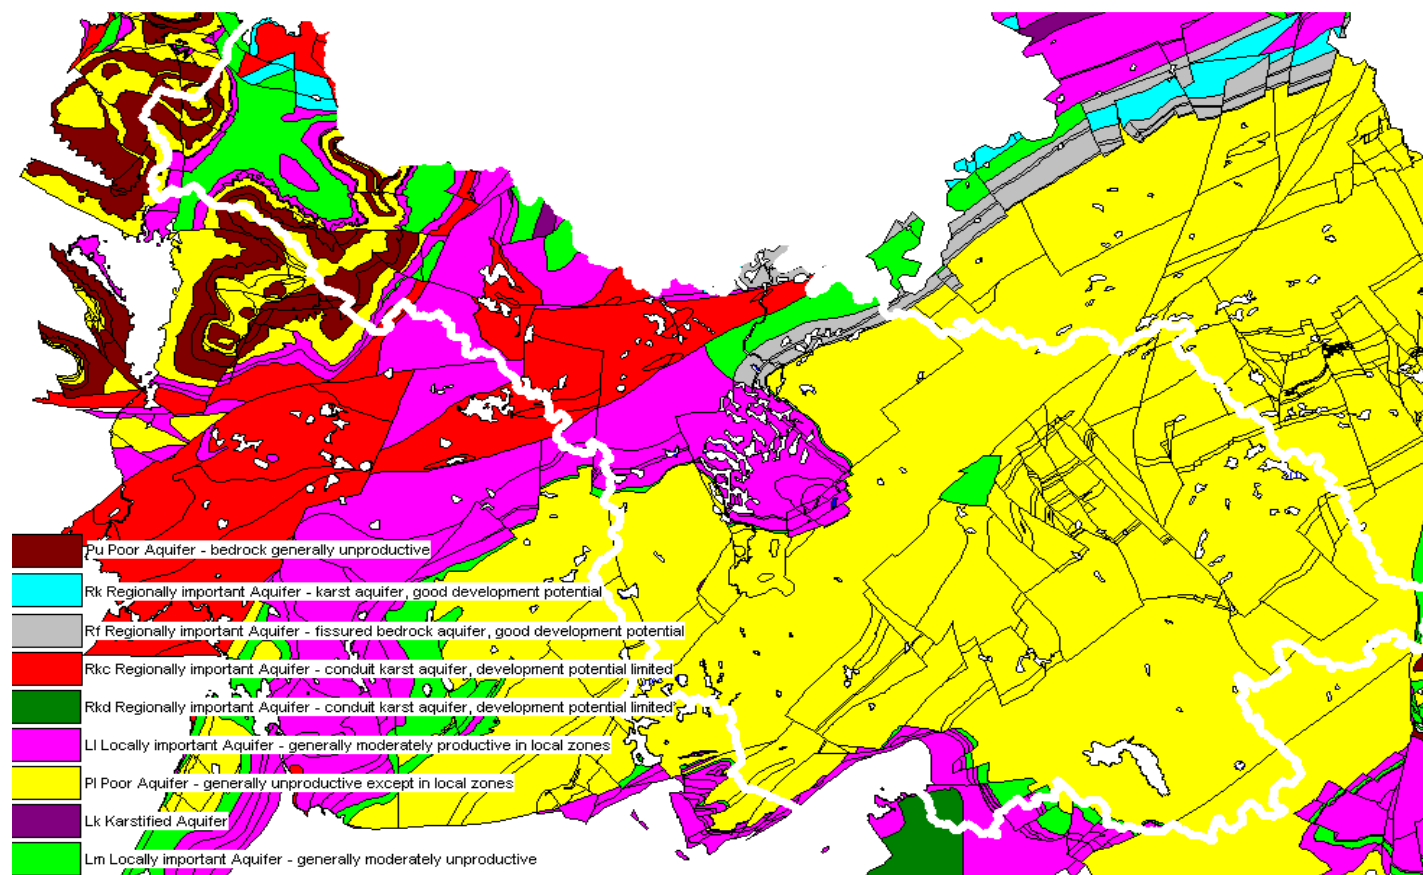 Pu Poor Aquifer - bedrock generally unproductive
Rk Regionally important Aquifer - karst aquifer, good development potential
Rf Regionally important Aquifer - fissured bedrock aquifer, good development potential
Rkc Regionally important Aquifer - conduit karst aquifer, development potential limited
Rkd Regionally important Aquifer - conduit karst aquifer, development potential limited
Ll Locally important Aquifer - generally moderately productive in local zones
Pl Poor Aquifer - generally unproductive except in local zones
Lk Karstified Aquifer
Lm Locally important Aquifer - generally moderately unproductive